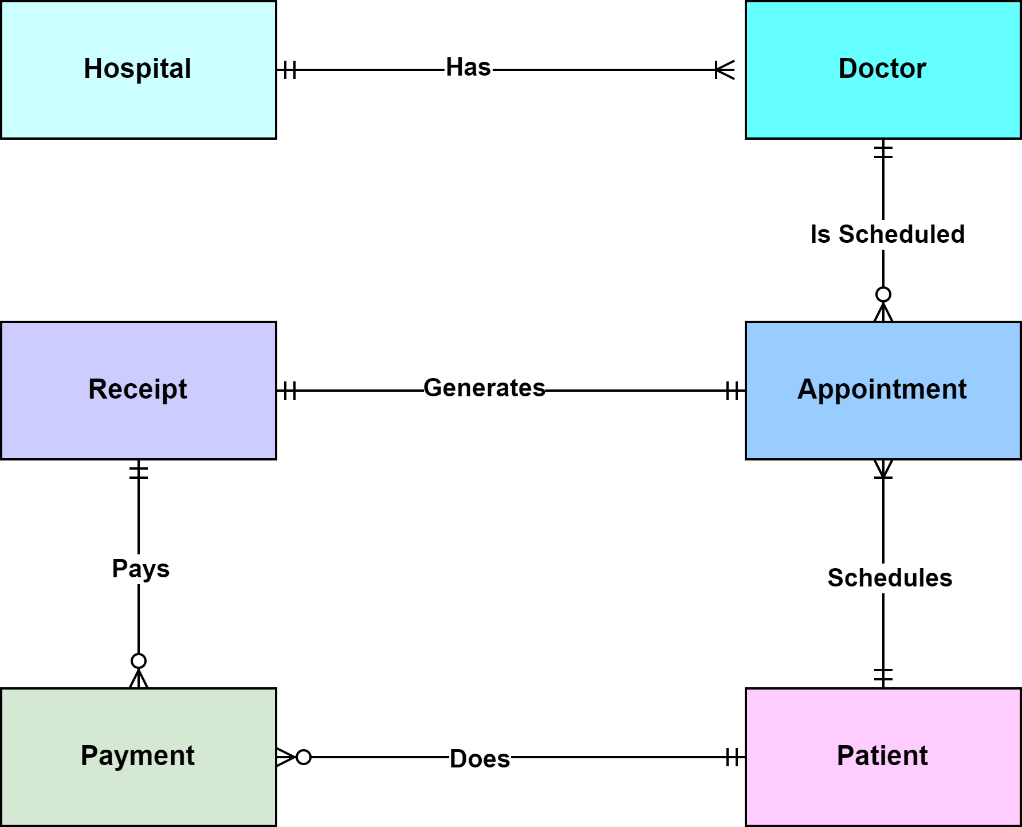 Hospital
Has
Doctor
Is Scheduled
Receipt
Generates
Appointment
Pays
Schedules
Payment
Does
Patient